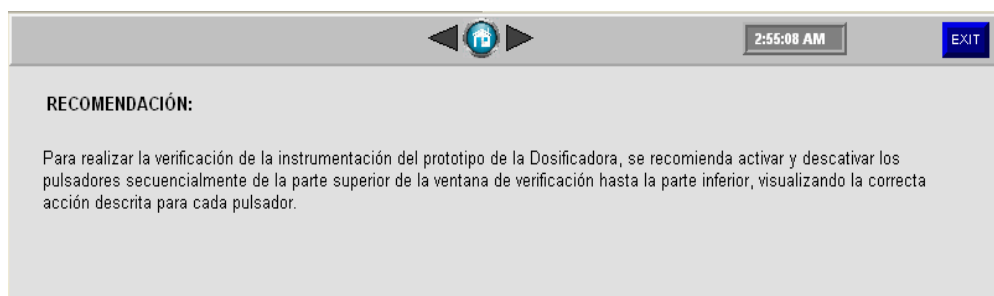 2:55:08 AM
EXIT
RECOMENDACIÓN:
Para realizar la verificación de la instrumentación del prototipo de la Dosificadora, se recomienda activar y descativar los
pulsadores secuencialmente de la parte superior de la ventana de verificación hasta la parte inferior, visualizando la correcta
acción descrita para cada pulsador.